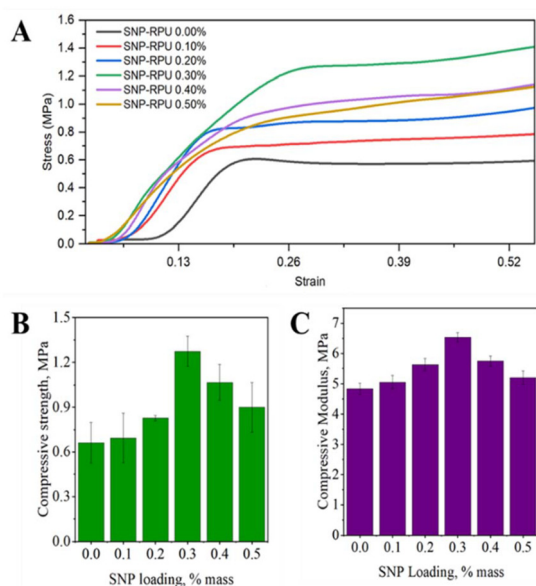 A
SNP-RPU 0.00%
SNP-RPU 0.10%
SNP-RPU 0.20%
SNP-RPU 0.30%
SNP-RPU 0.40%
SNP-RPU 0.50%
Stress (MPa)
1.6
1.4
1.2
1.0
0.8
0.6
0.4
0.2
0.0
0.13 0.26 0.39 0.52
Strain
B
Compressive strength, MPa
1.5
1.2
0.9
0.6
0.3
0.0
0.0 0.1 0.2 0.3 0.4 0.5
SNP loading, % mass
C
Compressive Modulus, MPa
7
6
5
4
3
2
1
0
0.0 0.1 0.2 0.3 0.4 0.5
SNP Loading, % mass